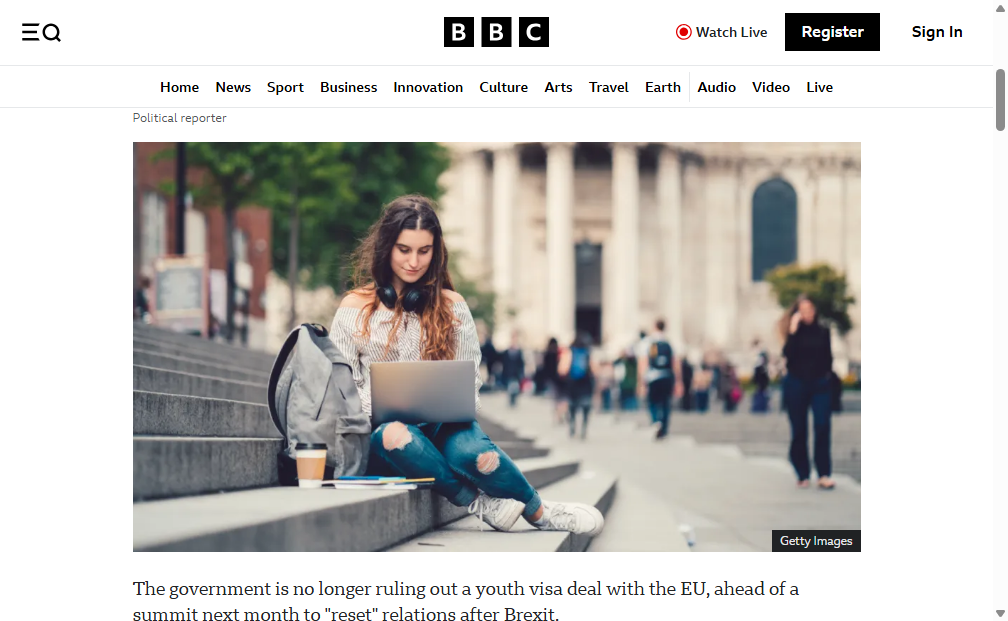 BBC
Watch Live
Register
Sign In
Home News Sport Business Innovation Culture Arts Travel Earth Audio Video Live
Political reporter
Getty Images
The government is no longer ruling out a youth visa deal with the EU, ahead of a
summit next month to "reset" relations after Brexit.